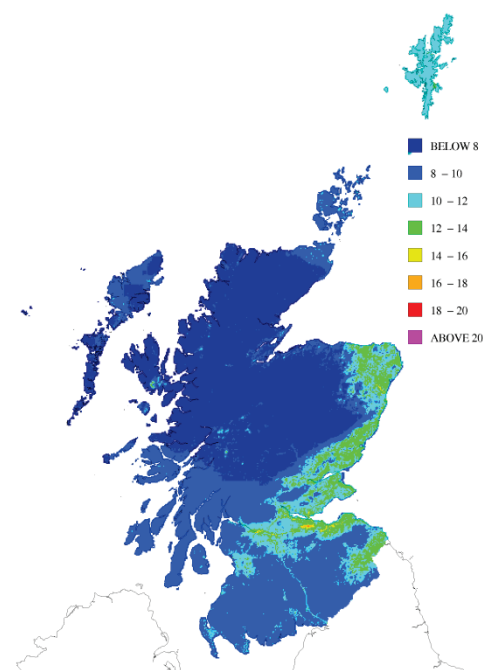 BELOW 8
8 – 10
10 – 12
12 – 14
14 – 16
16 – 18
18 – 20
ABOVE 20